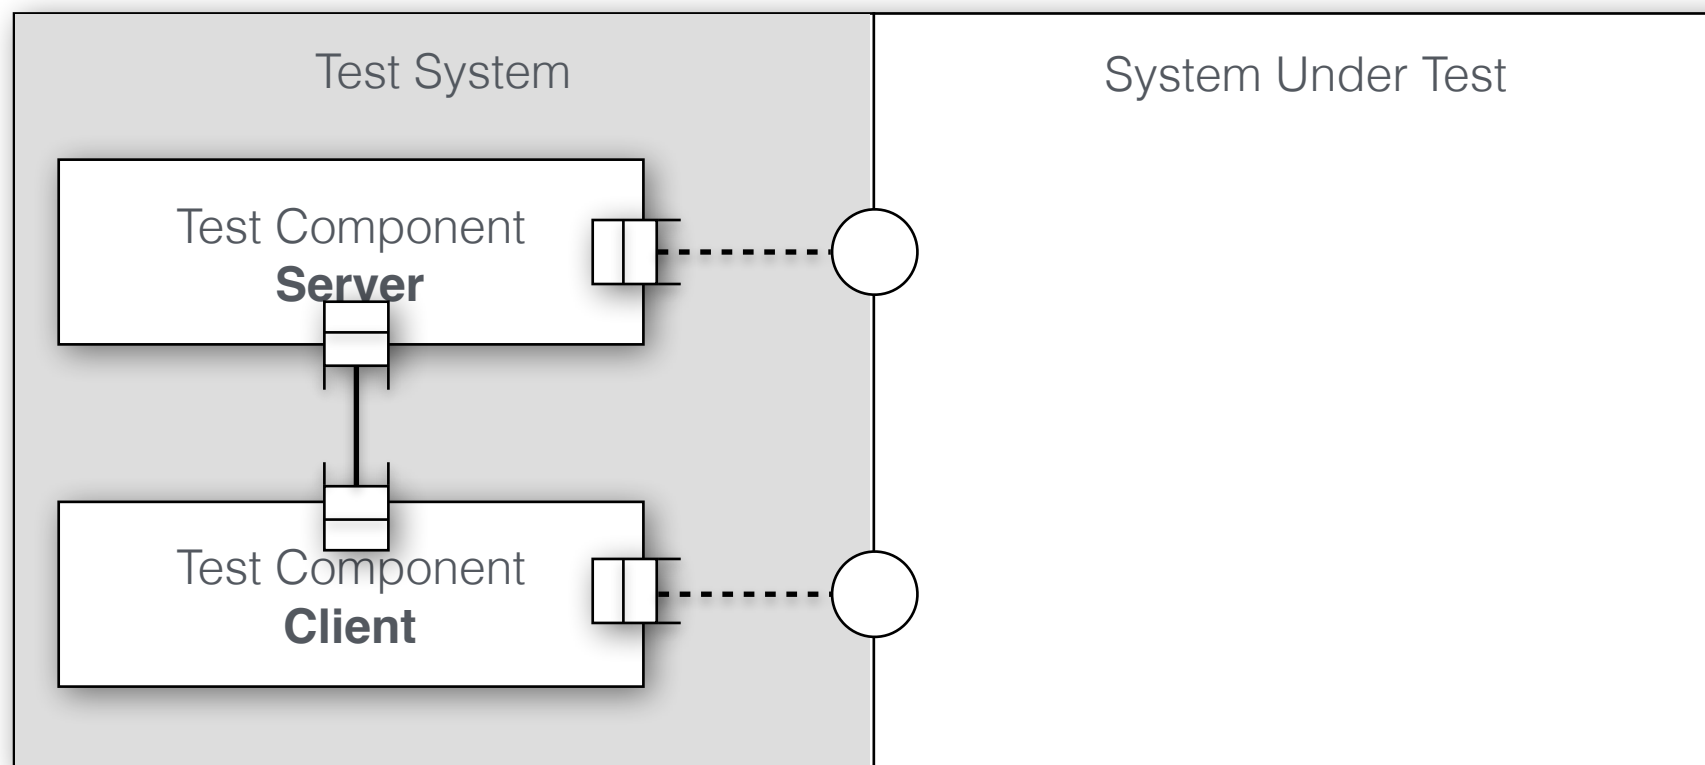 Test System
System Under Test
Test Component
Server
Test Component
Client